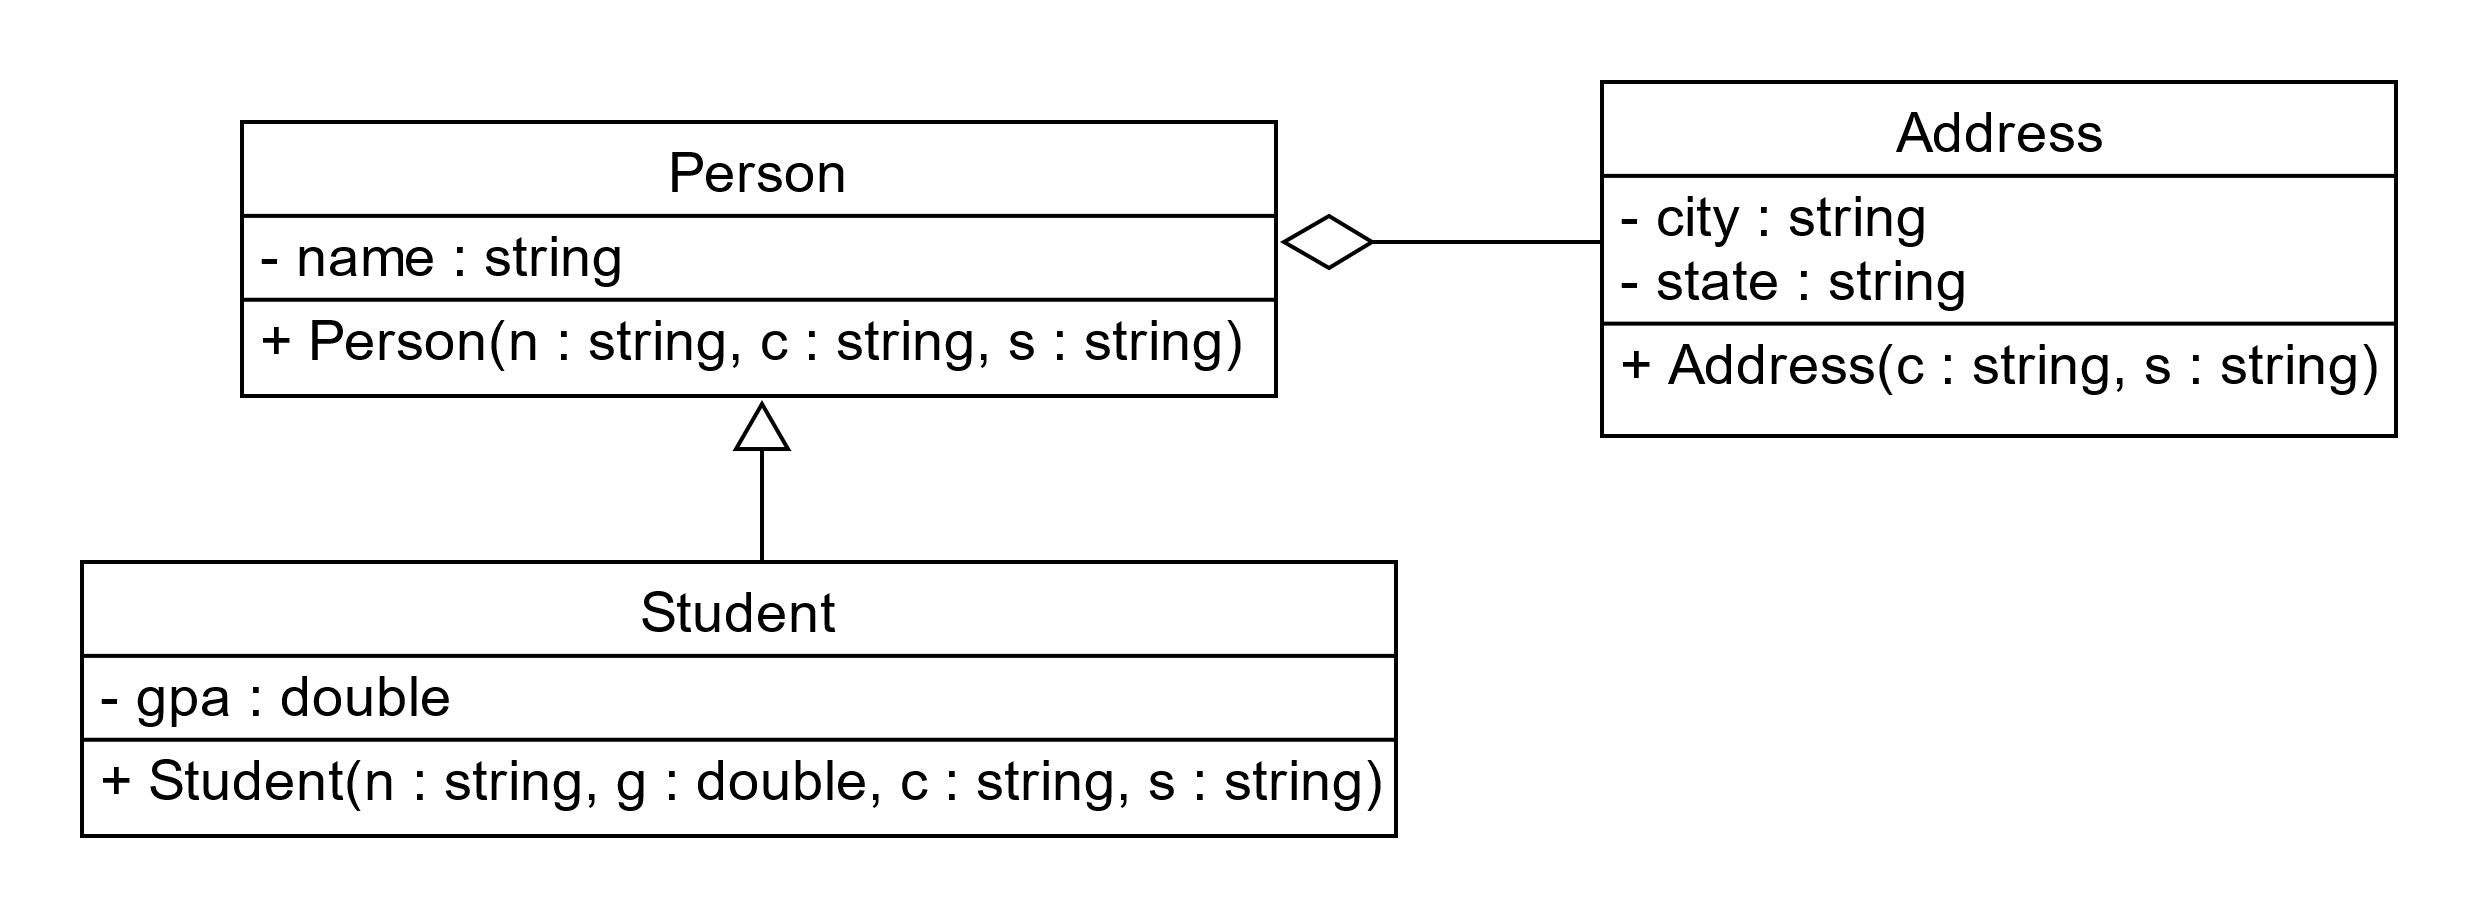 Person
- name : string
+ Person(n : string, c : string, s : string)
Address
- city : string
- state : string
+ Address(c : string, s : string)
Student
- gpa : double
+ Student(n : string, g : double, c : string, s : string)